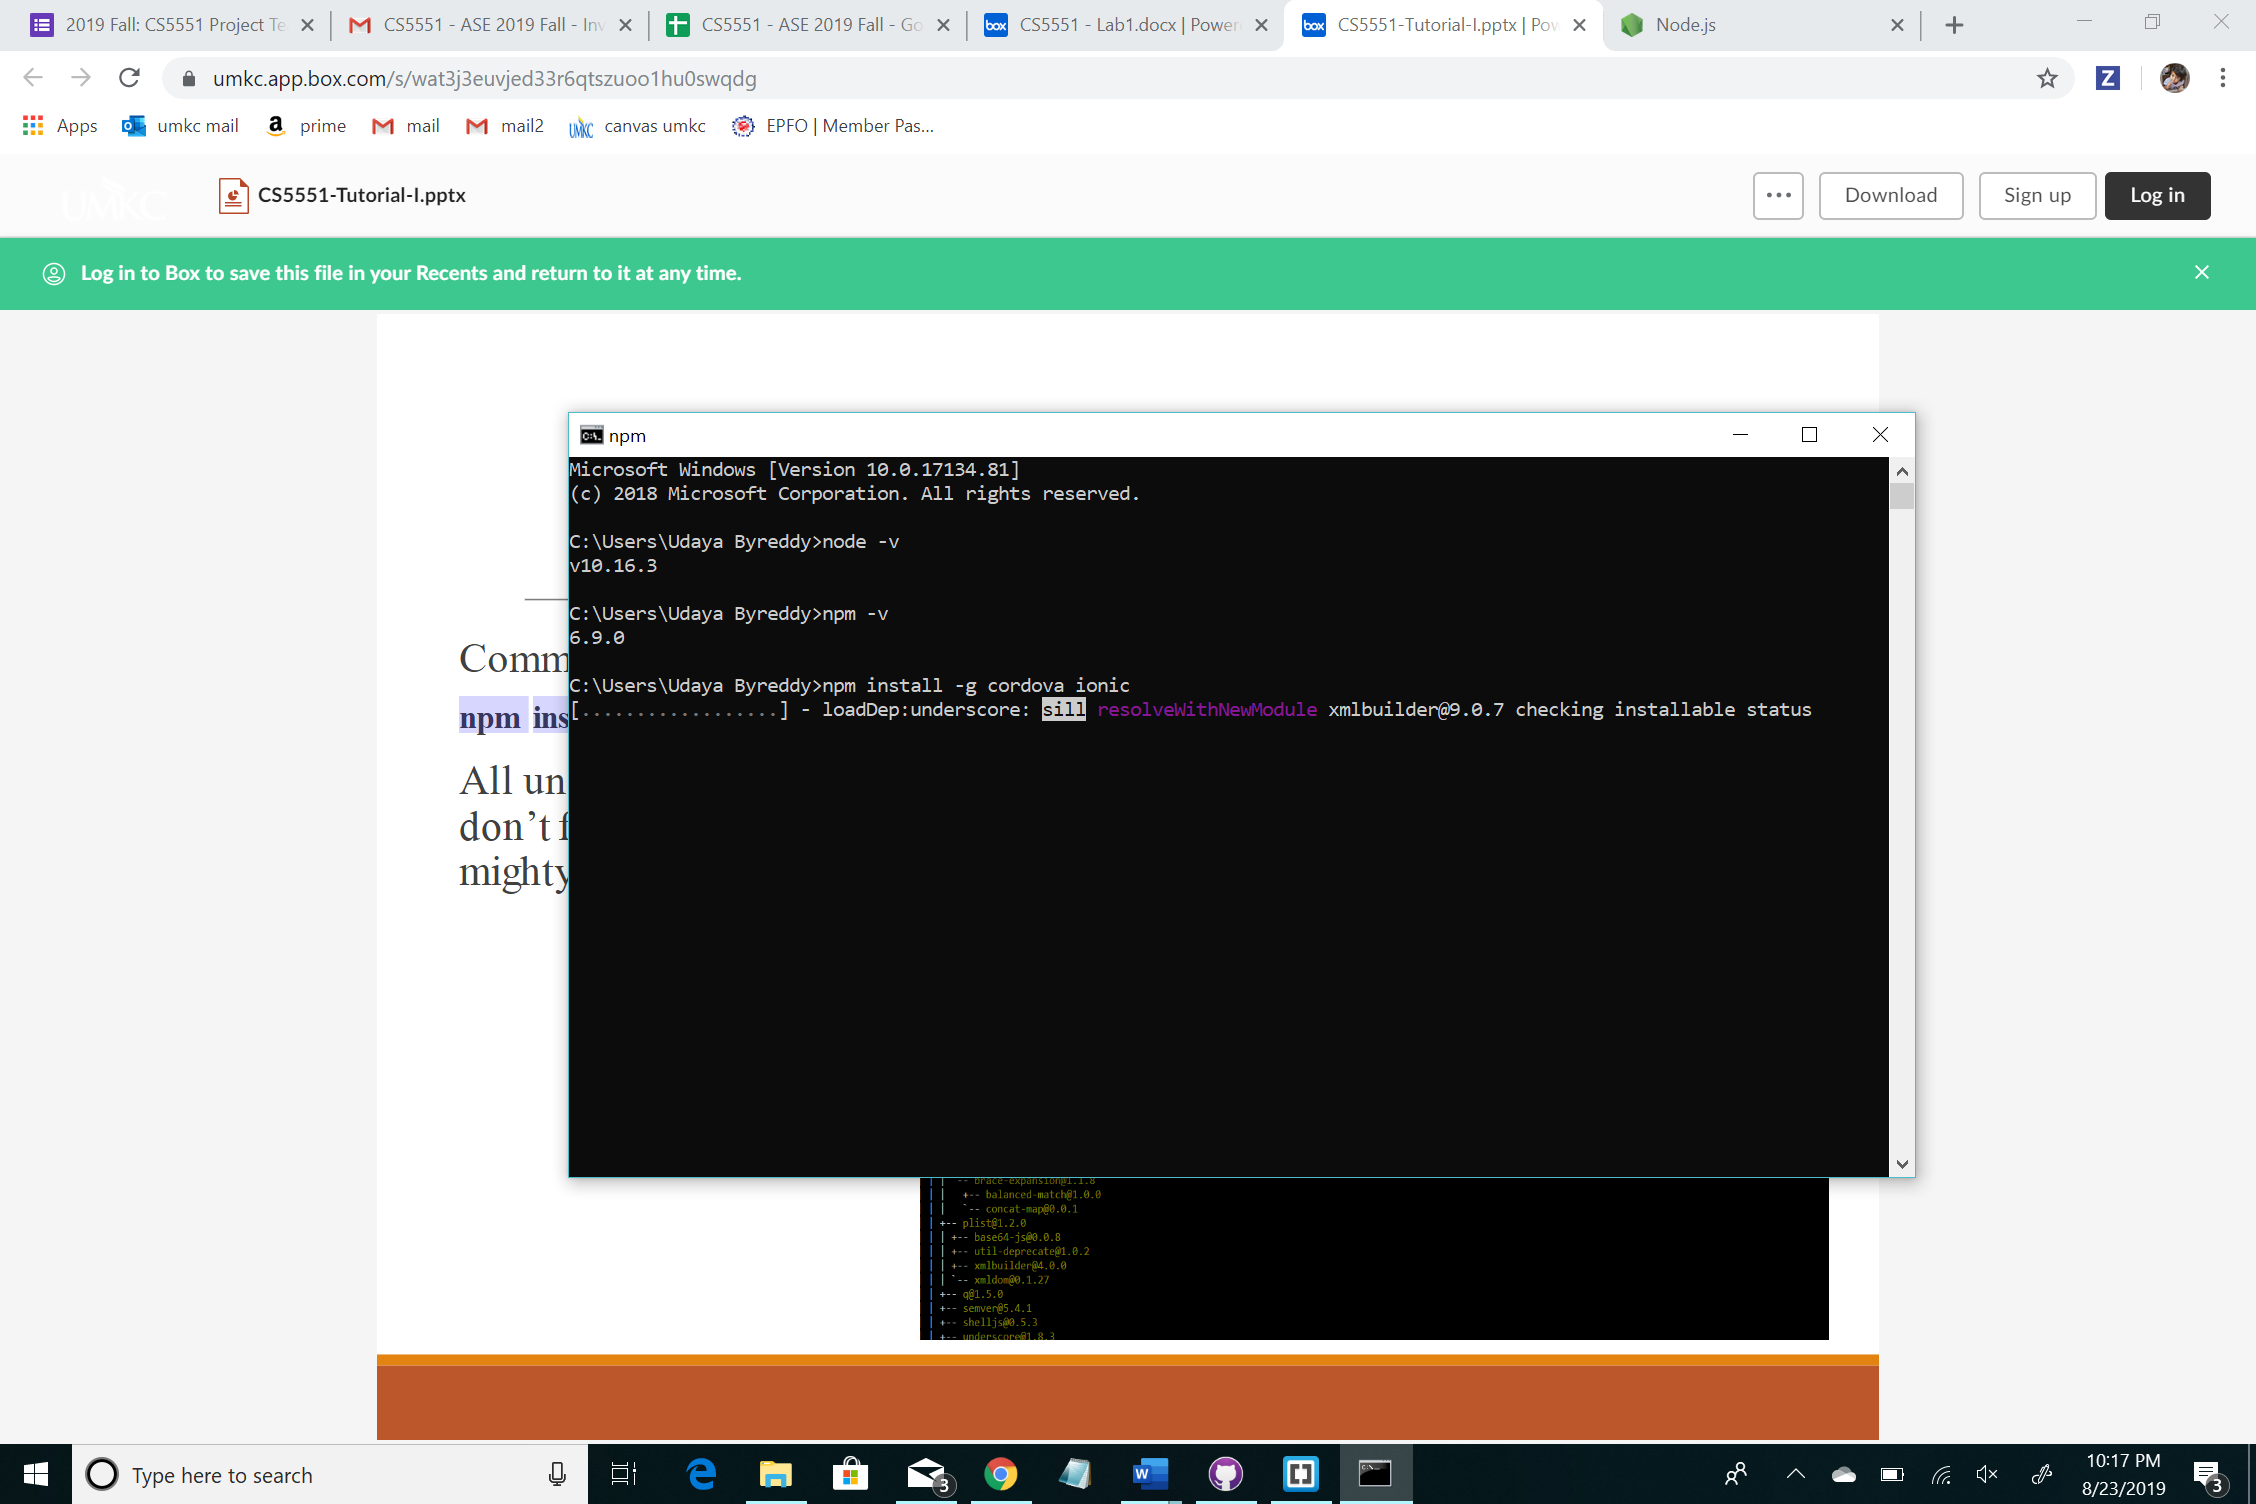 2019 Fall: CS5551 Project Te
CS5551 - ASE 2019 Fall - Inv
CS5551 - ASE 2019 Fall - Go
CS5551 - Lab1.docx | Power
CS5551-Tutorial-I.pptx | Pow
Node.js
umkc.app.box.com/s/wat3j3euvjed33r6qtszuoo1hu0swqdg
Apps
umkc mail
prime
mail
mail2
canvas umkc
EPFO | Member Pas...
UMKC
CS5551-Tutorial-I.pptx
Download
Sign up
Log in
Log in to Box to save this file in your Recents and return to it at any time.
npm
Microsoft Windows [Version 10.0.17134.81]
(c) 2018 Microsoft Corporation. All rights reserved.
C:\Users\Udaya Byreddy>node -v
v10.16.3
C:\Users\Udaya Byreddy>npm -v
6.9.0
C:\Users\Udaya Byreddy>npm install -g cordova ionic
[..................] - loadDep:underscore: sill resolveWithNewModule xmlbuilder@9.0.7 checking installable status
Comm
npm ins
All un
don't f
mighty
-- brace-expansion@1.1.8
+-- balanced-match@1.0.0
`-- concat-map@0.0.1
+-- plist@1.2.0
+-- base64-js@0.0.8
+-- util-deprecate@1.0.2
+-- xmlbuilder@4.0.0
`-- xmldom@0.1.27
+-- q@1.5.0
+-- semver@5.4.1
+-- shelljs@0.5.3
+-- underscore@1.8.3
Type here to search
3
10:17 PM
8/23/2019
3